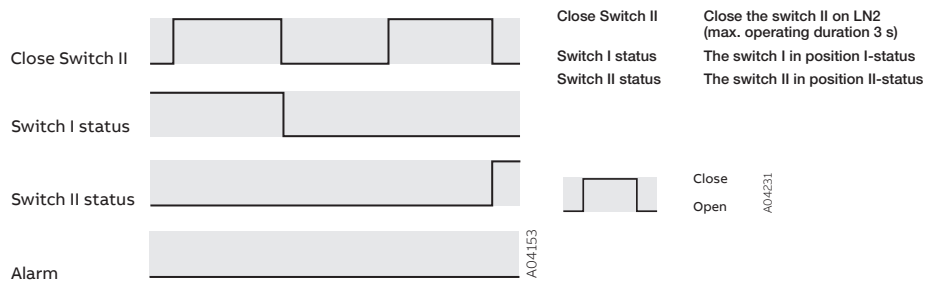 Close Switch II
Switch I status
Switch II status
Alarm
A04153
Close Switch II Close the switch II on LN2
(max. operating duration 3 s)
Switch I status The switch I in position I-status
Switch II status The switch II in position II-status
Close
Open
A04231